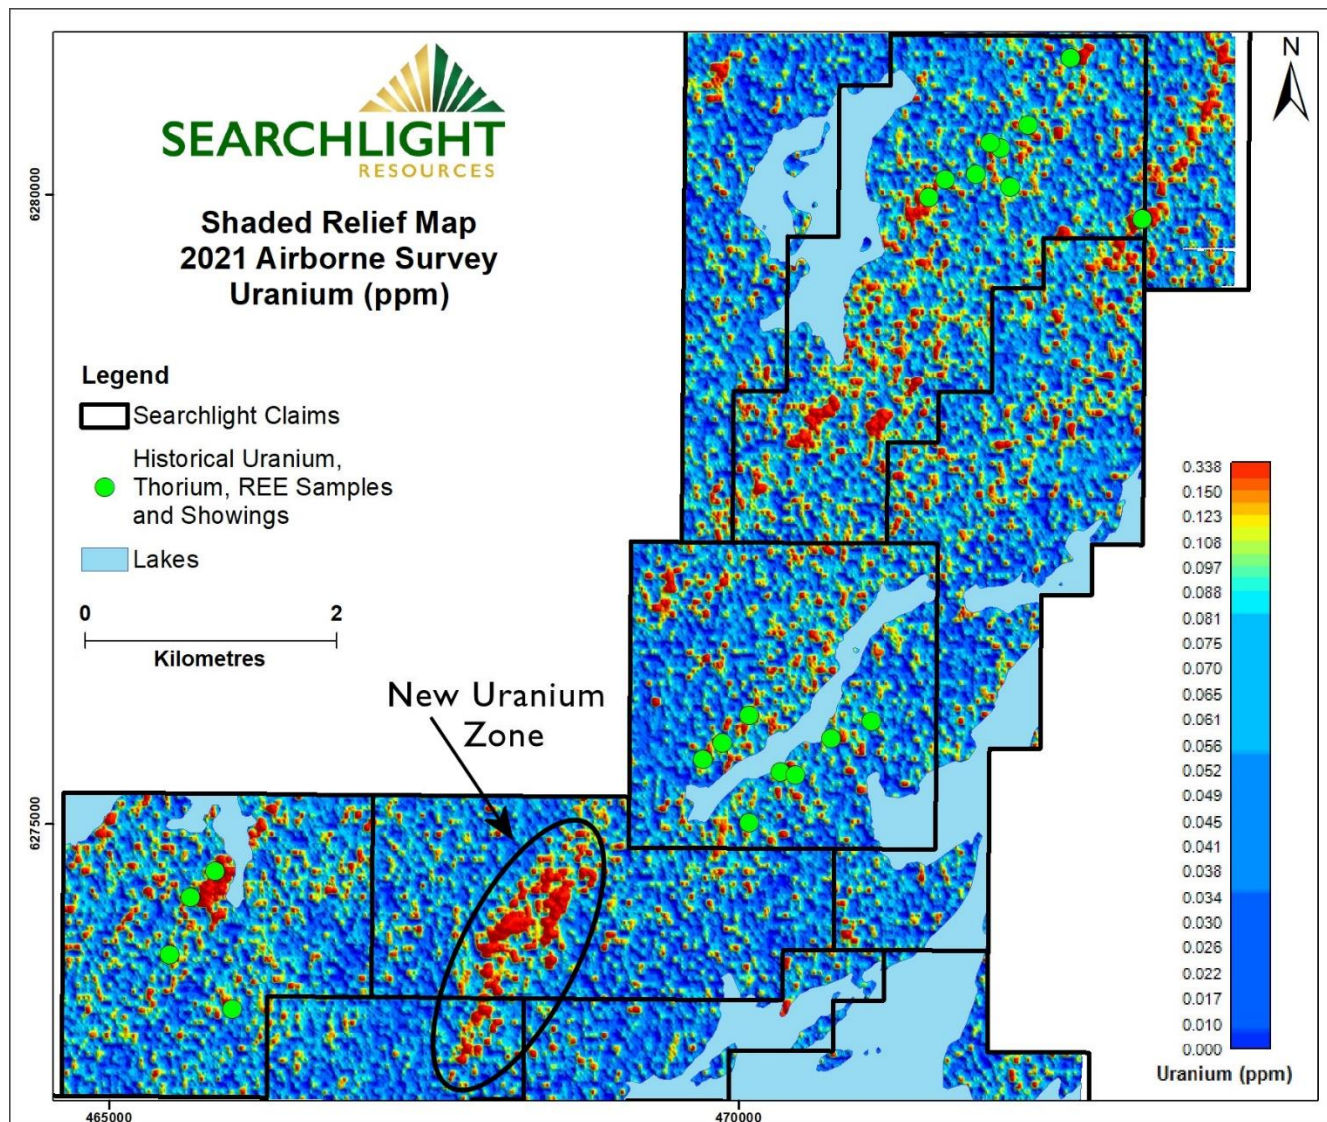 SEARCHLIGHT
RESOURCES
Shaded Relief Map
2021 Airborne Survey
Uranium (ppm)
Legend
Searchlight Claims
Historical Uranium,
Thorium, REE Samples
and Showings
Lakes
0 2
Kilometres
New Uranium
Zone
N
6280000
6275000
465000
470000
0.338
0.150
0.123
0.108
0.097
0.088
0.081
0.075
0.070
0.065
0.061
0.056
0.052
0.049
0.045
0.041
0.038
0.034
0.030
0.026
0.022
0.017
0.010
0.000
Uranium (ppm)